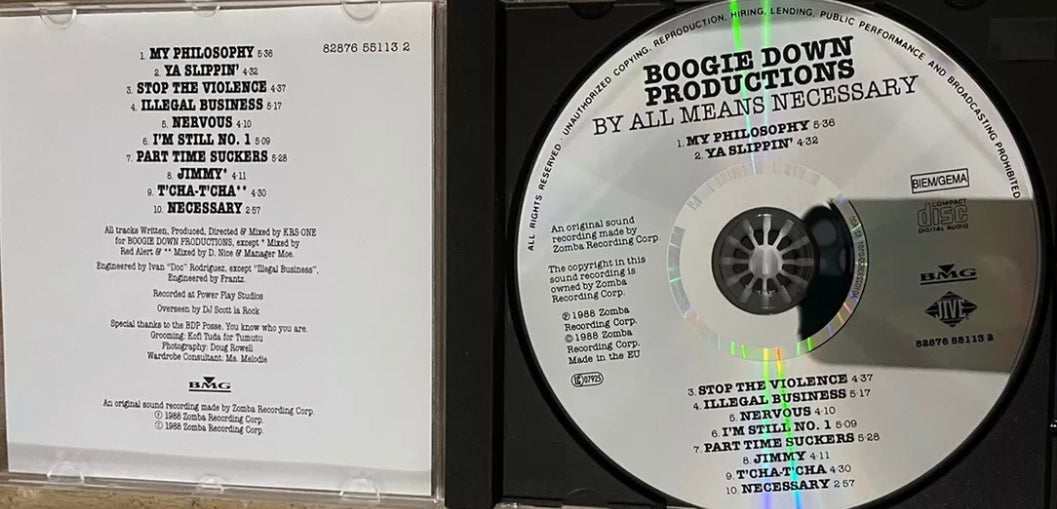 82876 55113 2
1. MY PHILOSOPHY 5·36
2. YA SLIPPIN' 4·32
3. STOP THE VIOLENCE 4·37
4. ILLEGAL BUSINESS 5·17
5. NERVOUS 4·10
6. I'M STILL NO. 1 5·09
7. PART TIME SUCKERS 5·28
8. JIMMY* 4·11
9. T'CHA-T'CHA** 4·30
10. NECESSARY 2·57
All tracks Written, Produced, Directed & Mixed by KRS-ONE
for BOOGIE DOWN PRODUCTIONS, except * Mixed by
Red Alert & ** Mixed by D. Nice & Manager Moe.
Engineered by Ivan "Doc" Rodriguez, except "Illegal Business",
Engineered by Frantz.
Recorded at Power Play Studios
Overseen by DJ Scott la Rock
Special thanks to the BDP Posse. You know who you are.
Grooming: Kofi Tuda for Tumutu
Photography: Doug Rowell
Wardrobe Consultant: Ms. Melodie
BMG
An original sound recording made by Zomba Recording Corp.
℗ 1988 Zomba Recording Corp.
© 1988 Zomba Recording Corp.
ALL RIGHTS RESERVED · UNAUTHORIZED COPYING, REPRODUCTION, HIRING, LENDING, PUBLIC PERFORMANCE AND BROADCASTING PROHIBITED
BOOGIE DOWN
PRODUCTIONS
BY ALL MEANS NECESSARY
1. MY PHILOSOPHY 5·36
2. YA SLIPPIN' 4·32
BIEM/GEMA
COMPACT
disc
DIGITAL AUDIO
BMG
JIVE
82876 55113 2
An original sound
recording made by
Zomba Recording Corp.
The copyright in this
sound recording is
owned by Zomba
Recording Corp.
℗ 1988 Zomba
Recording Corp.
© 1988 Zomba
Recording Corp.
Made in the EU
LC 07925
3. STOP THE VIOLENCE 4·37
4. ILLEGAL BUSINESS 5·17
5. NERVOUS 4·10
6. I'M STILL NO. 1 5·09
7. PART TIME SUCKERS 5·28
8. JIMMY 4·11
9. T'CHA-T'CHA 4·30
10. NECESSARY 2·57